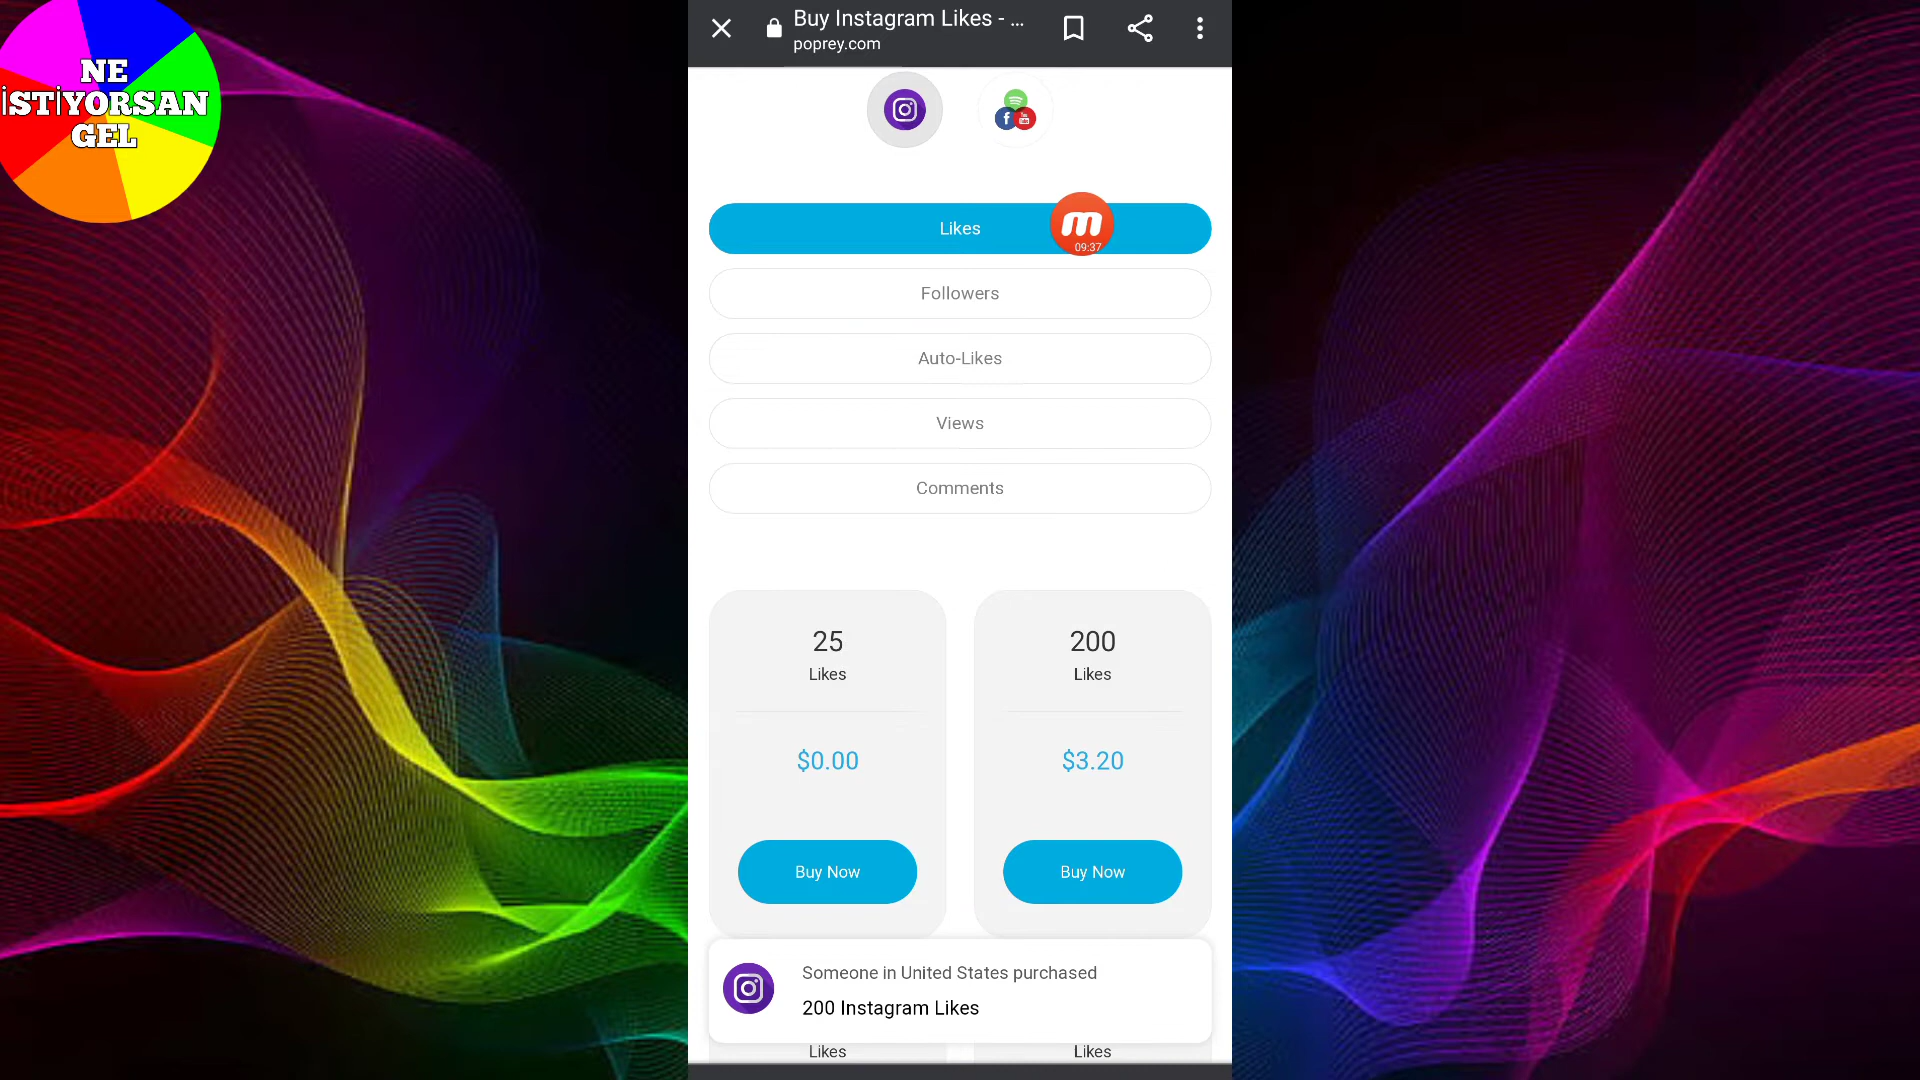 NE
İSTİYORSAN
GEL
Buy Instagram Likes - ...
poprey.com
Likes
09:37
Followers
Auto-Likes
Views
Comments
25
Likes
$0.00
Buy Now
200
Likes
$3.20
Buy Now
Someone in United States purchased
200 Instagram Likes
Likes
Likes